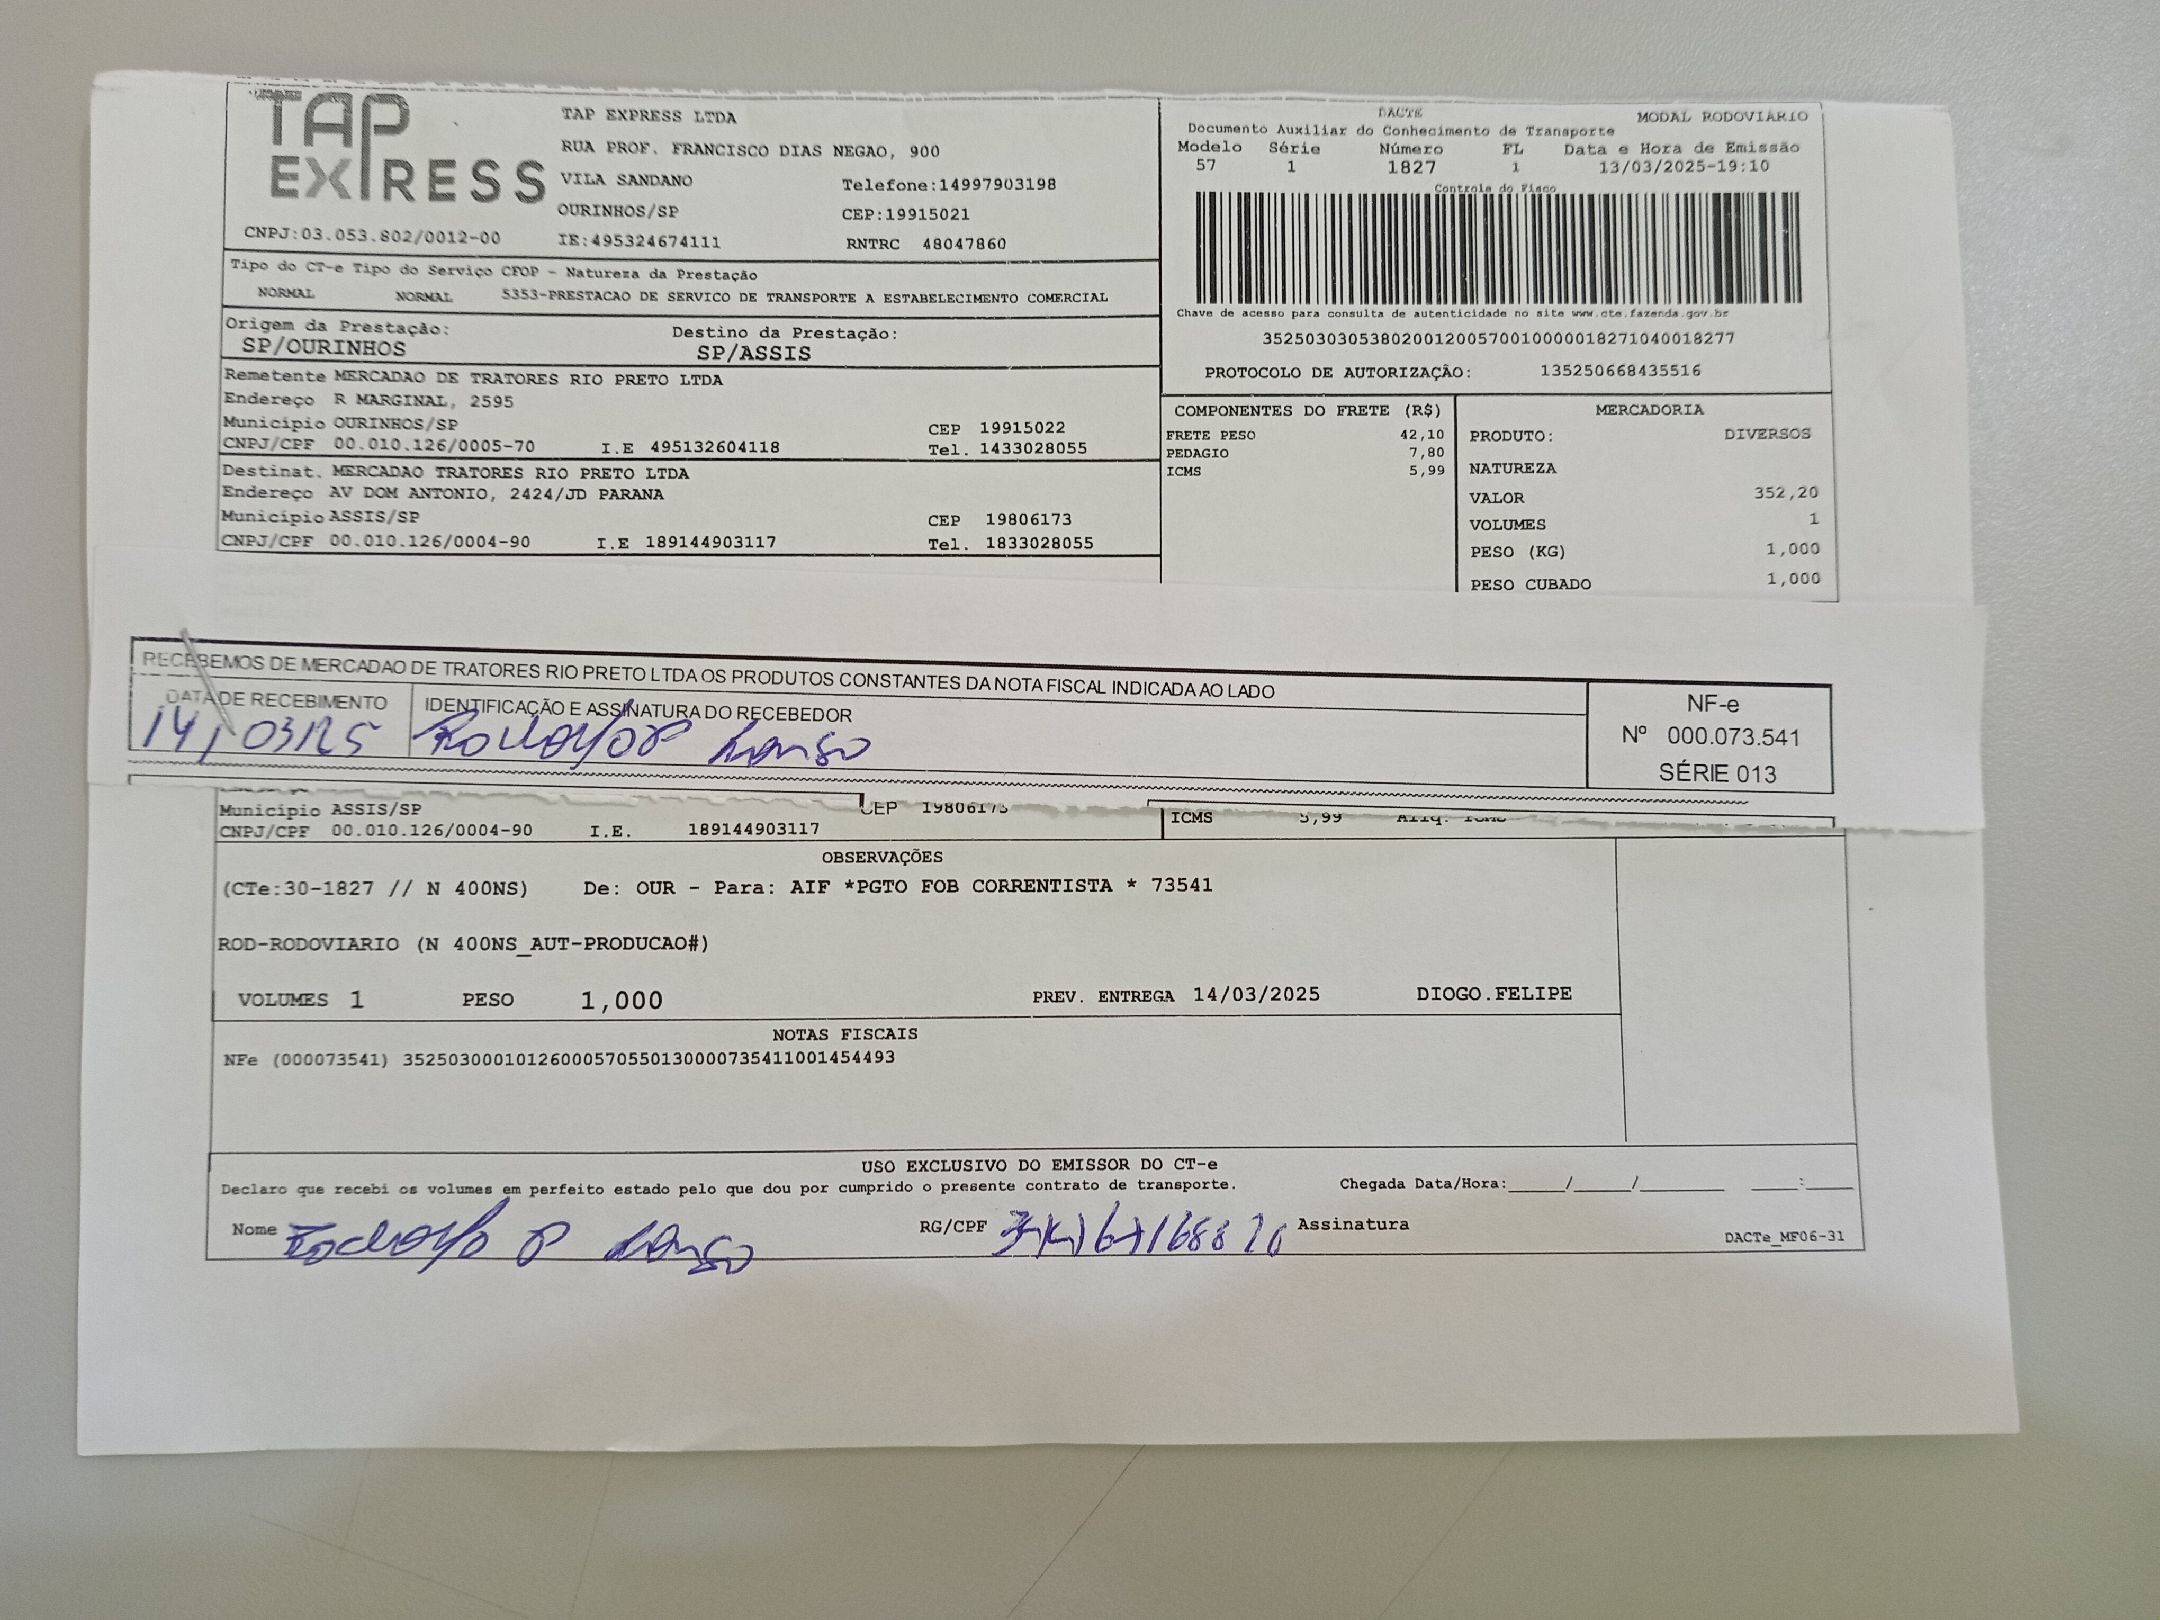 TAP EXPRESS
TAP EXPRESS LTDA
RUA PROF. FRANCISCO DIAS NEGAO, 900
VILA SANDANO Telefone:14997903198
OURINHOS/SP CEP:19915021
CNPJ:03.053.802/0012-00 IE:495324674111 RNTRC 48047860
DACTE MODAL RODOVIÁRIO
Documento Auxiliar do Conhecimento de Transporte
Modelo Série Número FL Data e Hora de Emissão
57 1 1827 1 13/03/2025-19:10
Controle do Fisco
Chave de acesso para consulta de autenticidade no site www.cte.fazenda.gov.br
35250303053802001200570010000018271040018277
PROTOCOLO DE AUTORIZAÇÃO: 135250668435516
Tipo do CT-e Tipo do Serviço CFOP - Natureza da Prestação
NORMAL NORMAL 5353-PRESTACAO DE SERVICO DE TRANSPORTE A ESTABELECIMENTO COMERCIAL
Origem da Prestação: Destino da Prestação:
SP/OURINHOS SP/ASSIS
Remetente MERCADAO DE TRATORES RIO PRETO LTDA
Endereço R MARGINAL, 2595
Município OURINHOS/SP CEP 19915022
CNPJ/CPF 00.010.126/0005-70 I.E 495132604118 Tel. 1433028055
Destinat. MERCADAO TRATORES RIO PRETO LTDA
Endereço AV DOM ANTONIO, 2424/JD PARANA
Município ASSIS/SP CEP 19806173
CNPJ/CPF 00.010.126/0004-90 I.E 189144903117 Tel. 1833028055
COMPONENTES DO FRETE (R$)
FRETE PESO 42,10
PEDAGIO 7,80
ICMS 5,99
MERCADORIA
PRODUTO: DIVERSOS
NATUREZA
VALOR 352,20
VOLUMES 1
PESO (KG) 1,000
PESO CUBADO 1,000
RECEBEMOS DE MERCADAO DE TRATORES RIO PRETO LTDA OS PRODUTOS CONSTANTES DA NOTA FISCAL INDICADA AO LADO
DATA DE RECEBIMENTO IDENTIFICAÇÃO E ASSINATURA DO RECEBEDOR
14/03/25
NF-e
Nº 000.073.541
SÉRIE 013
Município ASSIS/SP CEP 19806173
CNPJ/CPF 00.010.126/0004-90 I.E. 189144903117
ICMS 5,99
OBSERVAÇÕES
(CTe:30-1827 // N 400NS) De: OUR - Para: AIF *PGTO FOB CORRENTISTA * 73541
ROD-RODOVIARIO (N 400NS_AUT-PRODUCAO#)
VOLUMES 1 PESO 1,000 PREV. ENTREGA 14/03/2025 DIOGO.FELIPE
NOTAS FISCAIS
NFe (000073541) 35250300010126000570550130000735411001454493
USO EXCLUSIVO DO EMISSOR DO CT-e
Declaro que recebi os volumes em perfeito estado pelo que dou por cumprido o presente contrato de transporte. Chegada Data/Hora:____/____/______ ____:____
Nome RG/CPF Assinatura
DACTe_MF06-31